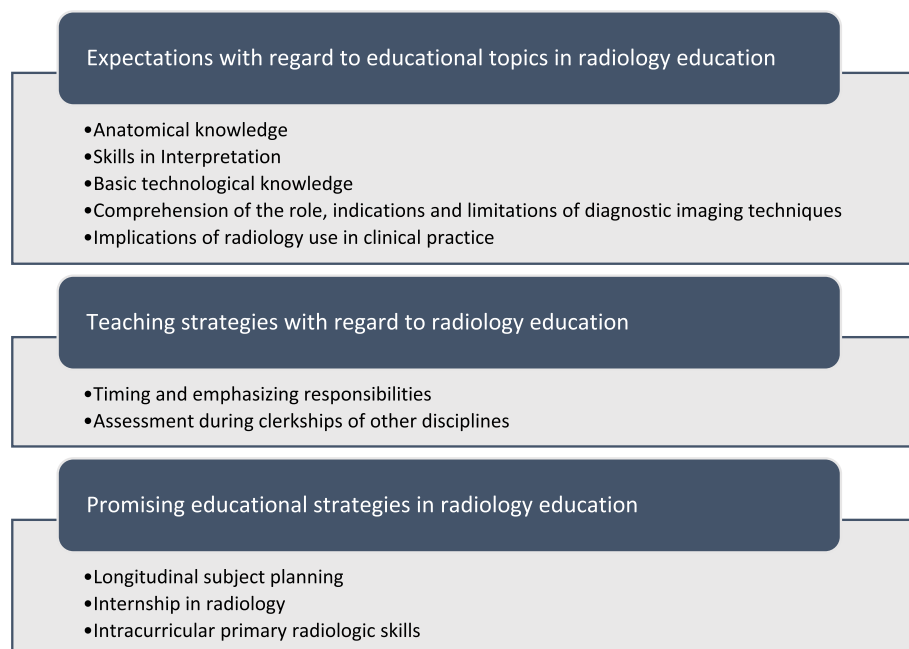 Expectations with regard to educational topics in radiology education
•Anatomical knowledge
•Skills in Interpretation
•Basic technological knowledge
•Comprehension of the role, indications and limitations of diagnostic imaging techniques
•Implications of radiology use in clinical practice
Teaching strategies with regard to radiology education
•Timing and emphasizing responsibilities
•Assessment during clerkships of other disciplines
Promising educational strategies in radiology education
•Longitudinal subject planning
•Internship in radiology
•Intracurricular primary radiologic skills